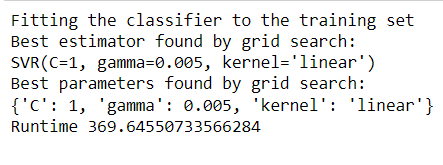 Fitting the classifier to the training set
Best estimator found by grid search:
SVR(C=1, gamma=0.005, kernel='linear')
Best parameters found by grid search:
{'C': 1, 'gamma': 0.005, 'kernel': 'linear'}
Runtime 369.64550733566284